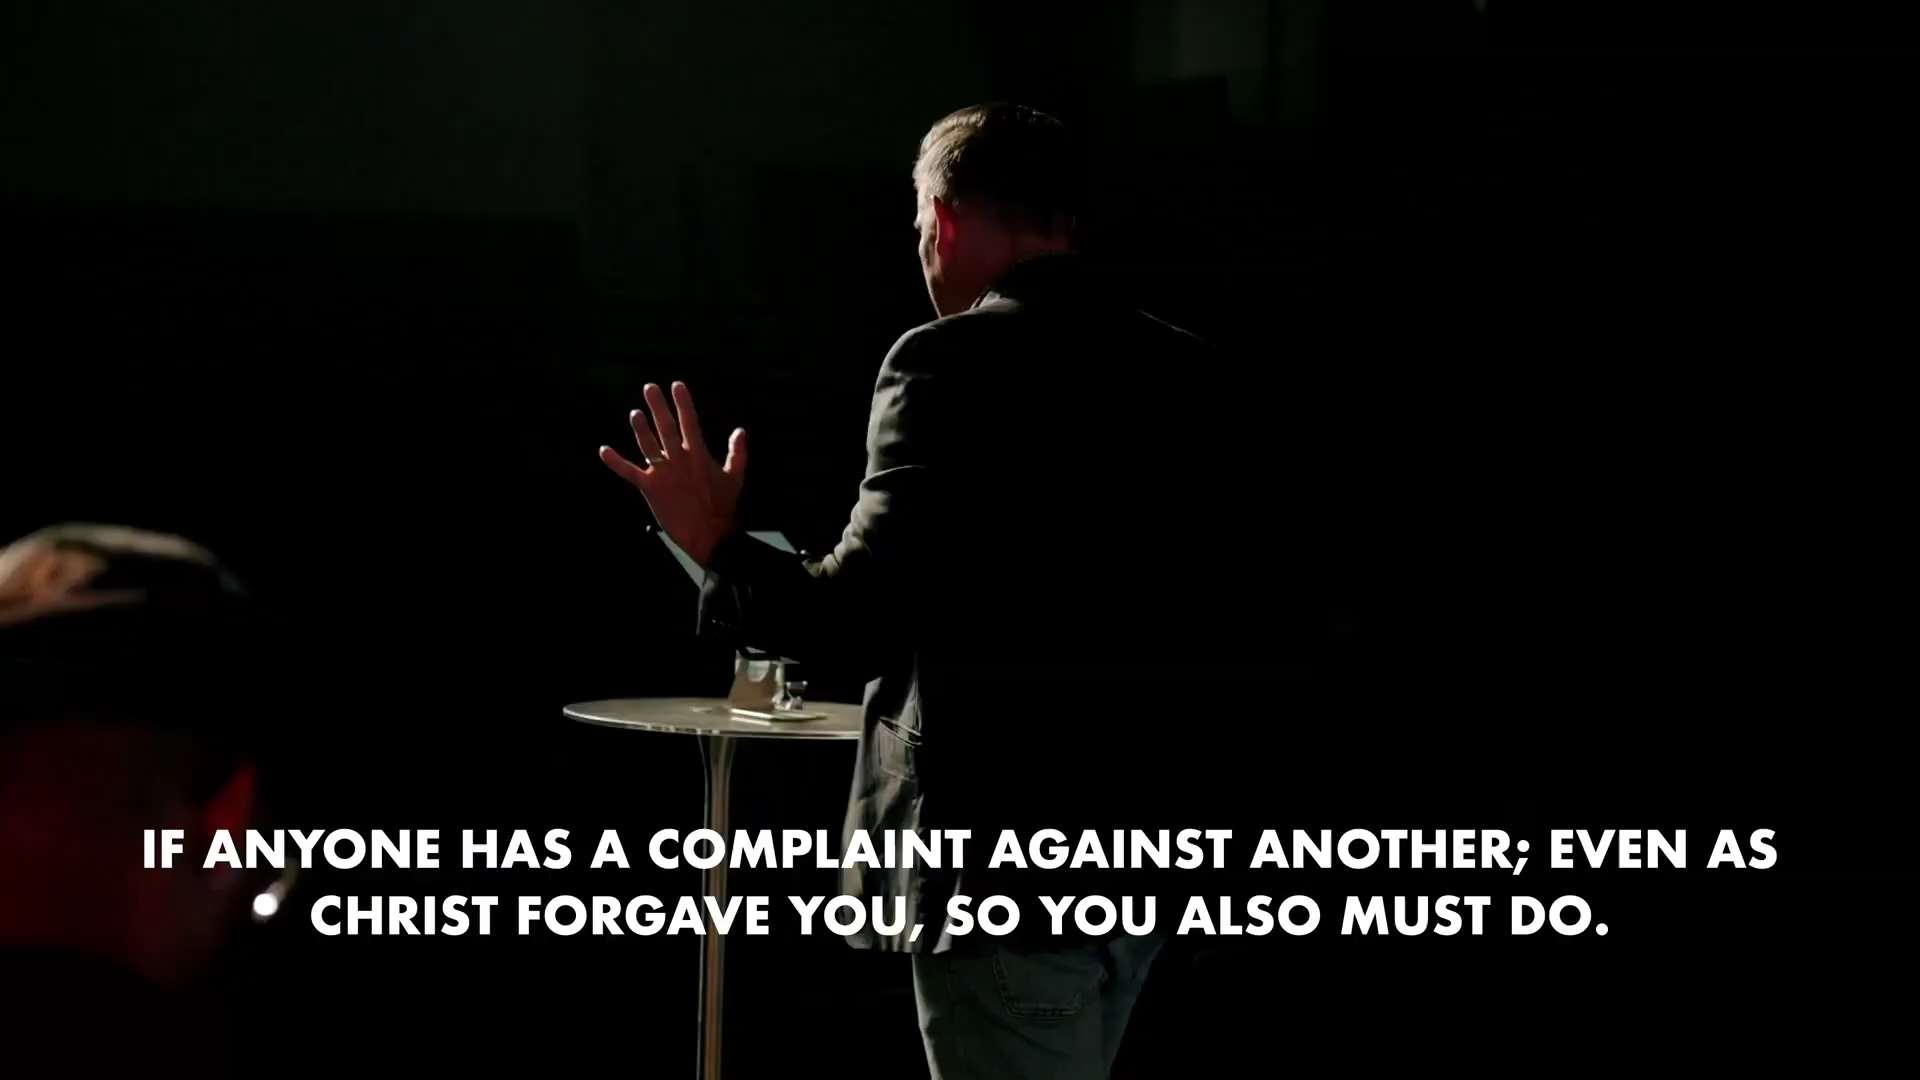 IF ANYONE HAS A COMPLAINT AGAINST ANOTHER; EVEN AS
CHRIST FORGAVE YOU, SO YOU ALSO MUST DO.